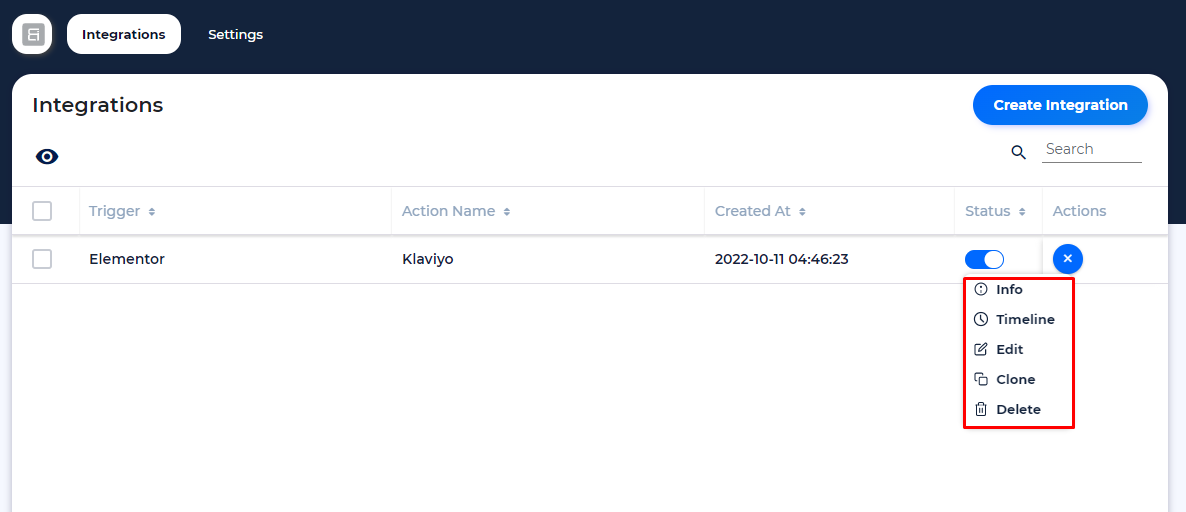 Integrations Settings
Integrations
Create Integration
Search
Trigger Action Name Created At Status Actions
Elementor Klaviyo 2022-10-11 04:46:23
Info
Timeline
Edit
Clone
Delete